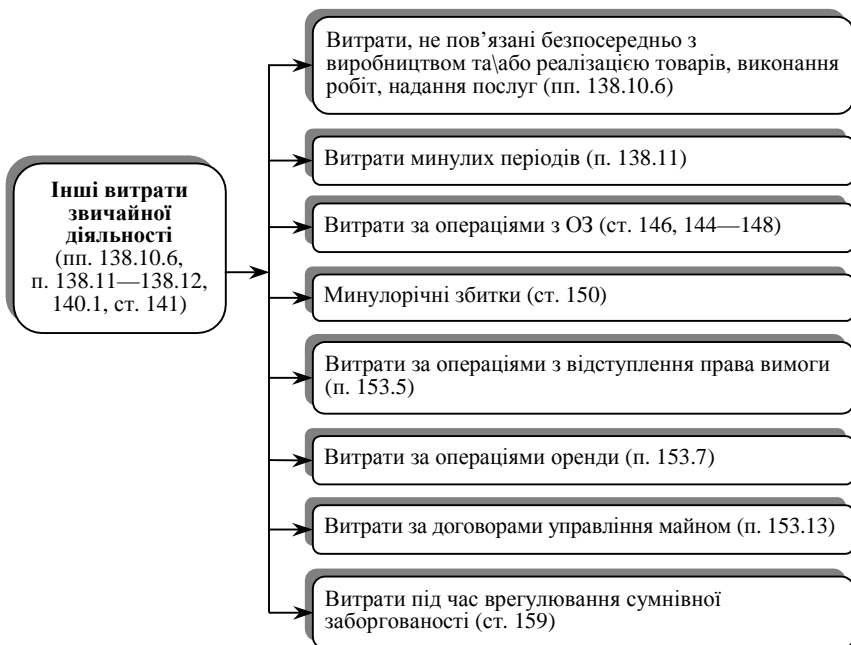 Інші витрати
звичайної
діяльності
(пп. 138.10.6,
п. 138.11—138.12,
140.1, ст. 141)
Витрати, не пов’язані безпосередньо з
виробництвом та\або реалізацією товарів, виконання
робіт, надання послуг (пп. 138.10.6)
Витрати минулих періодів (п. 138.11)
Витрати за операціями з ОЗ (ст. 146, 144—148)
Минулорічні збитки (ст. 150)
Витрати за операціями з відступлення права вимоги
(п. 153.5)
Витрати за операціями оренди (п. 153.7)
Витрати за договорами управління майном (п. 153.13)
Витрати під час врегулювання сумнівної
заборгованості (ст. 159)